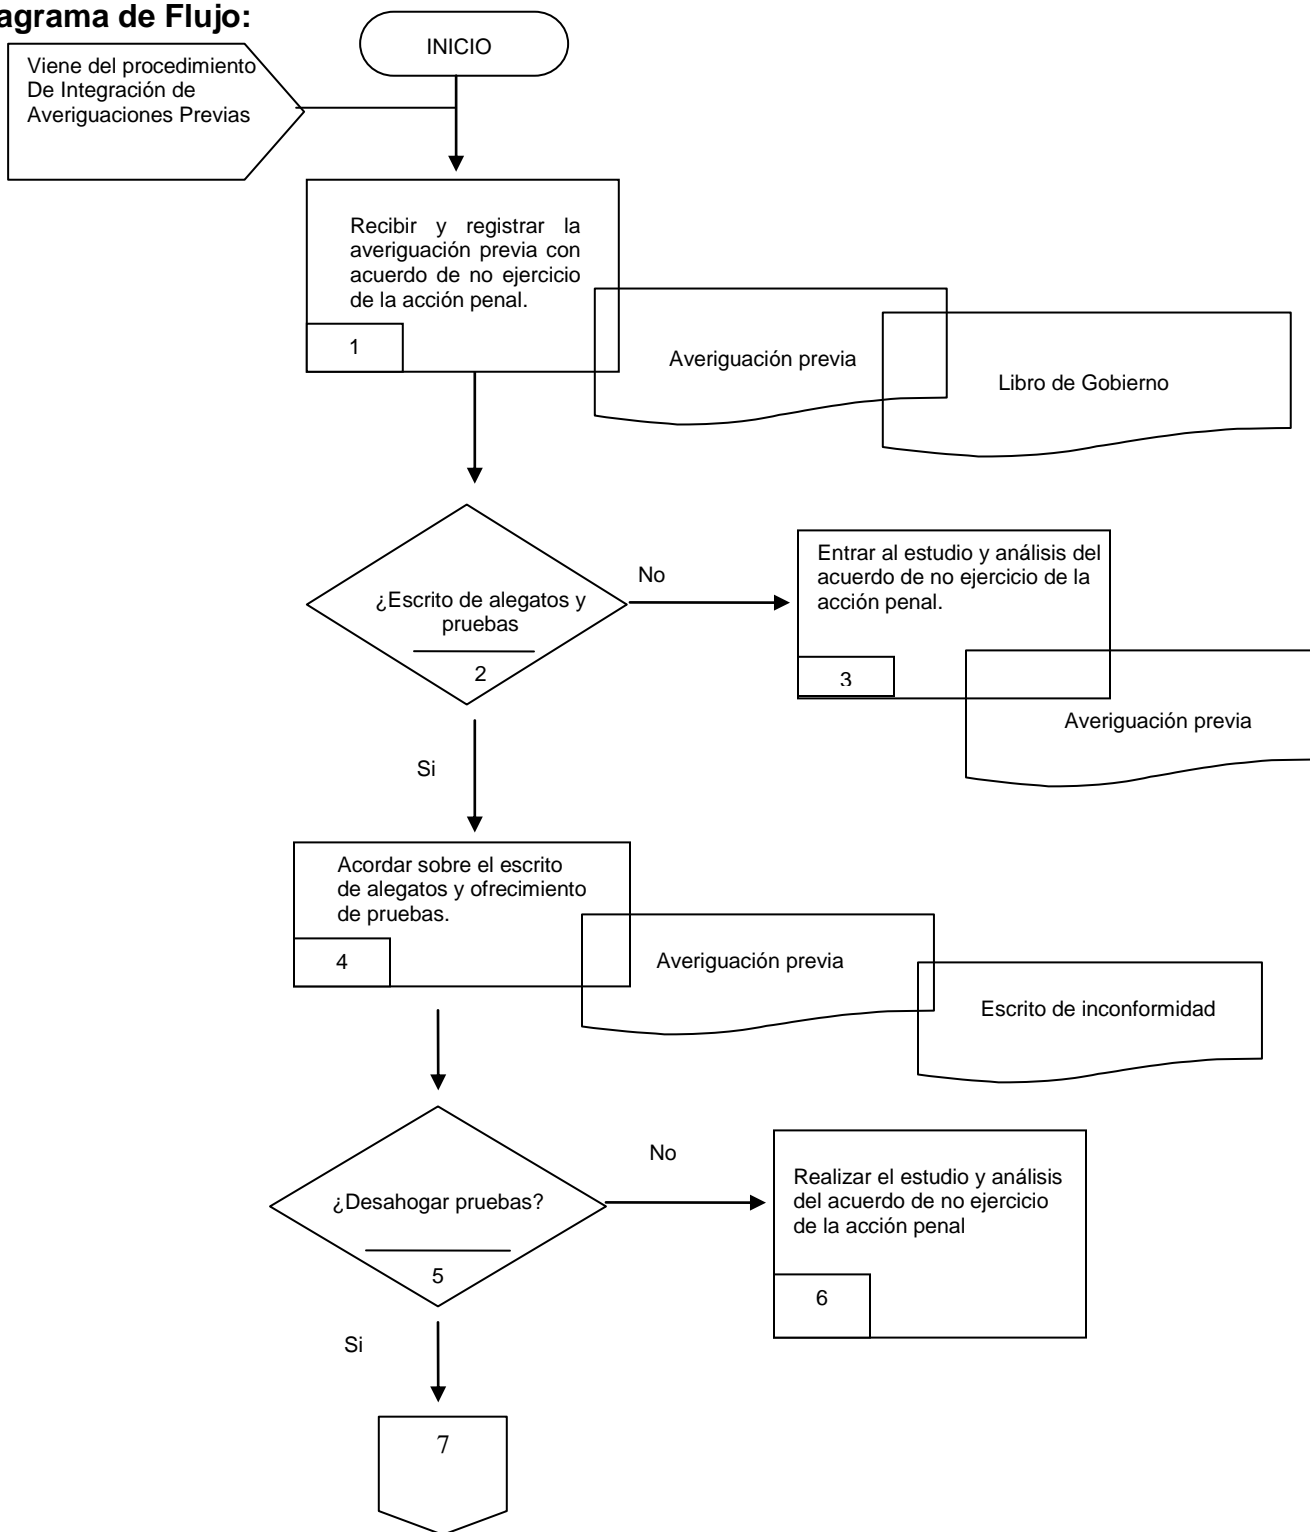 agrama de Flujo:
INICIO
Viene del procedimiento
De Integración de
Averiguaciones Previas
Recibir y registrar la
averiguación previa con
acuerdo de no ejercicio
de la acción penal.
1
Averiguación previa
Libro de Gobierno
¿Escrito de alegatos y
pruebas
2
No
Entrar al estudio y análisis del
acuerdo de no ejercicio de la
acción penal.
3
Averiguación previa
Si
Acordar sobre el escrito
de alegatos y ofrecimiento
de pruebas.
4
Averiguación previa
Escrito de inconformidad
¿Desahogar pruebas?
5
No
Realizar el estudio y análisis
del acuerdo de no ejercicio
de la acción penal
6
Si
7